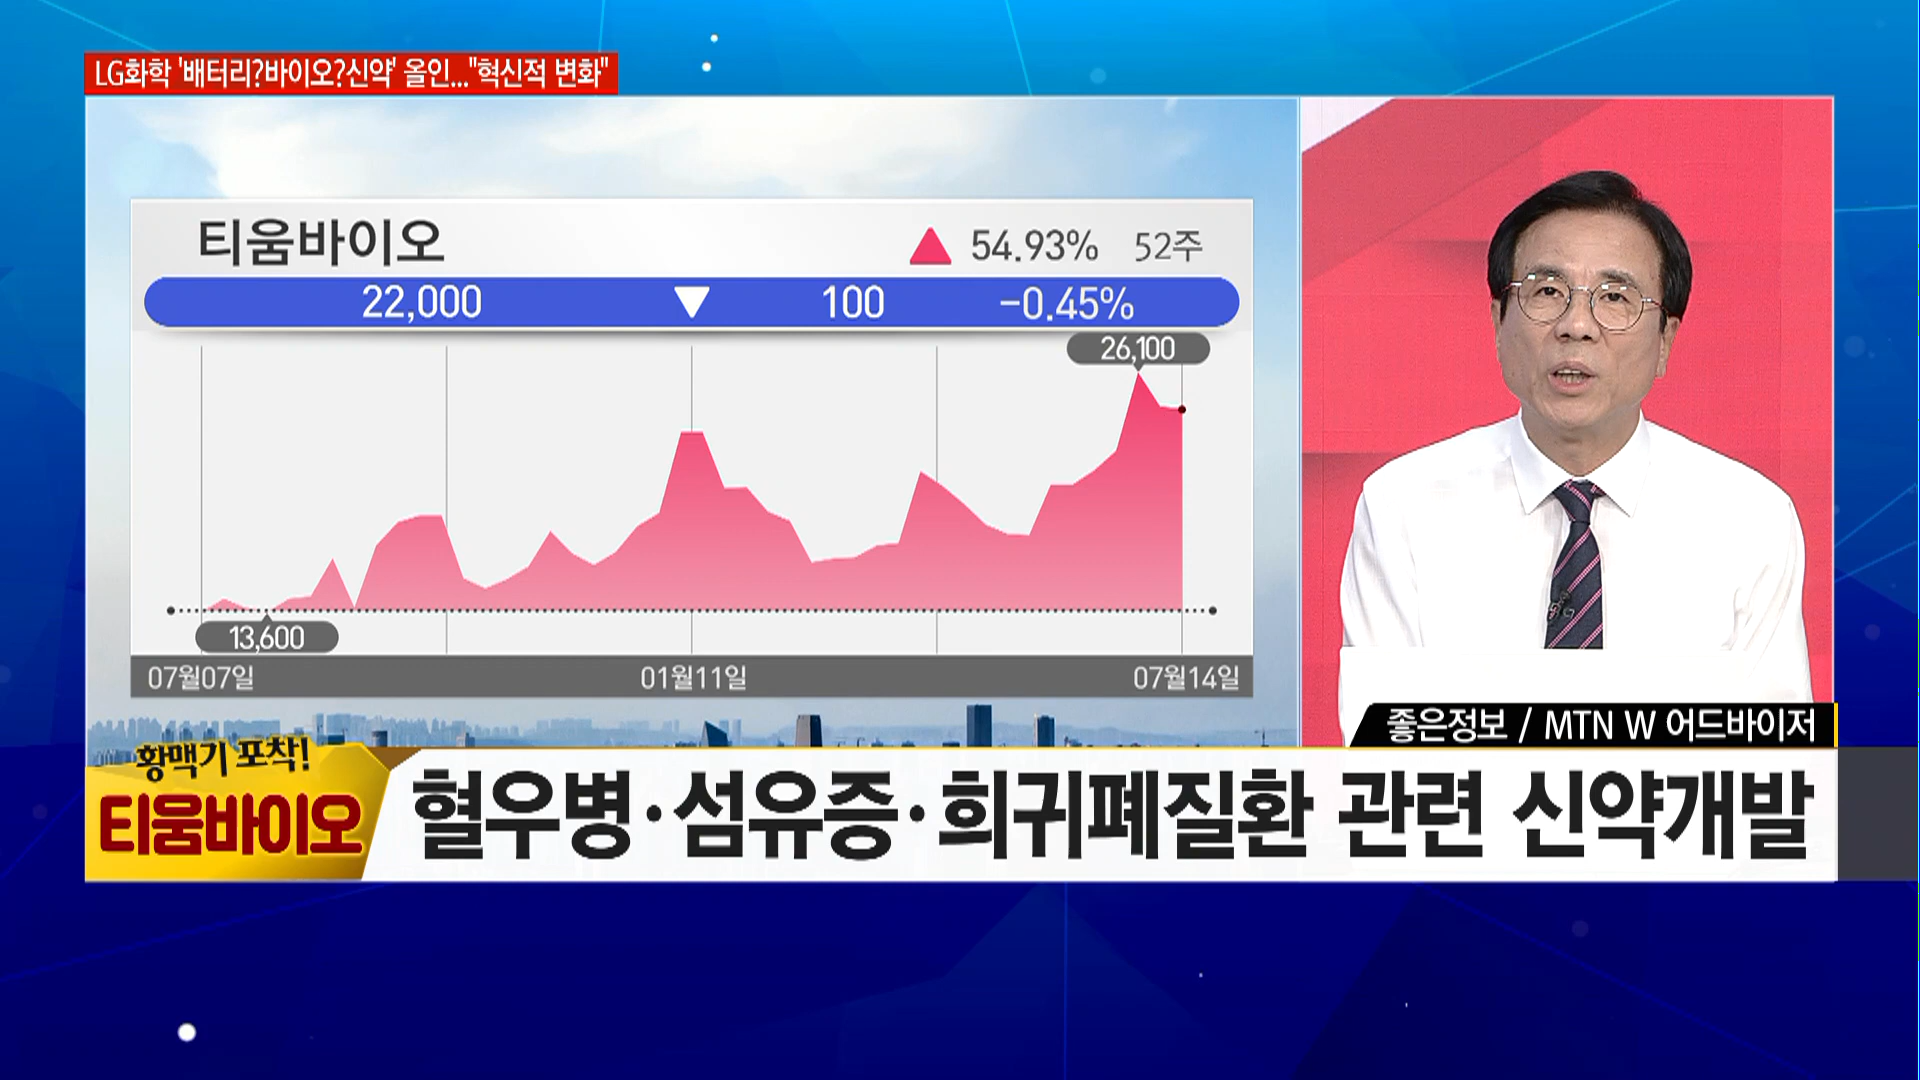 LG화학 '배터리?바이오?신약' 올인..."혁신적 변화"
티움바이오 ▲ 54.93% 52주
22,000 ▼ 100 -0.45%
26,100
13,600
07월07일 01월11일 07월14일
좋은정보 / MTN W 어드바이저
황맥기 포착!
티움바이오
혈우병·섬유증·희귀폐질환 관련 신약개발